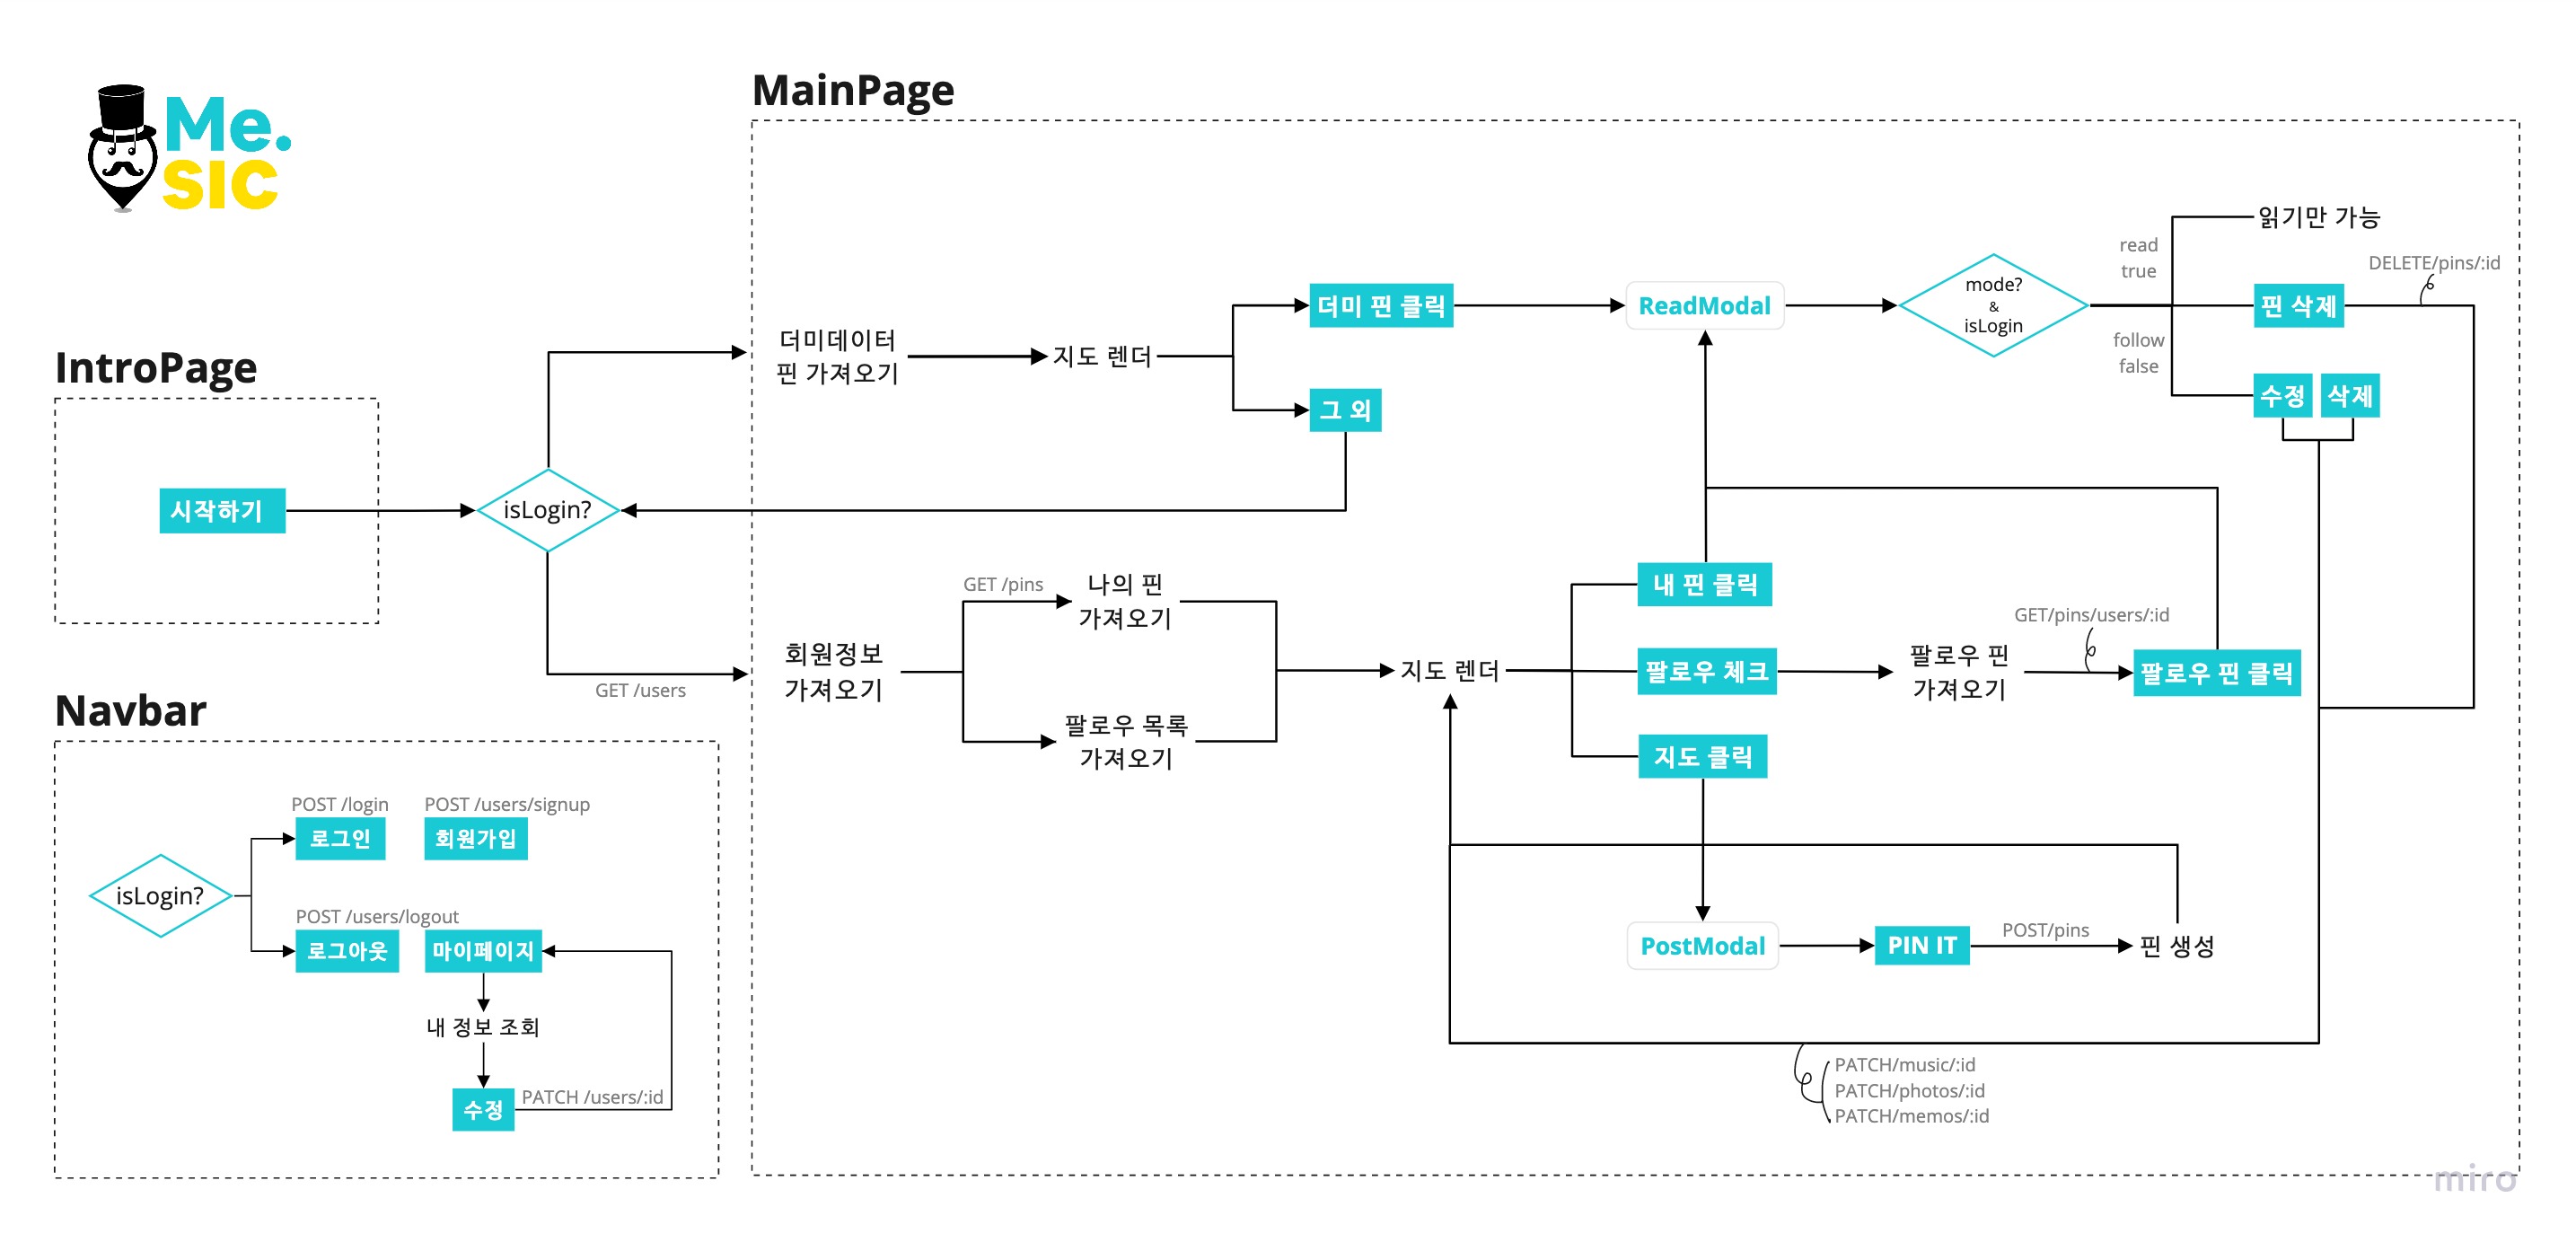 Me.
SIC
IntroPage
시작하기
isLogin?
GET /users
Navbar
isLogin?
POST /login
로그인
POST /users/signup
회원가입
POST /users/logout
로그아웃
마이페이지
내 정보 조회
수정
PATCH /users/:id
MainPage
더미데이터
핀 가져오기
지도 렌더
더미 핀 클릭
그 외
ReadModal
mode?
&
isLogin
read
true
follow
false
읽기만 가능
DELETE/pins/:id
핀 삭제
수정
삭제
회원정보
가져오기
GET /pins
나의 핀
가져오기
팔로우 목록
가져오기
지도 렌더
내 핀 클릭
팔로우 체크
지도 클릭
팔로우 핀
가져오기
GET/pins/users/:id
팔로우 핀 클릭
PostModal
PIN IT
POST/pins
핀 생성
PATCH/music/:id
PATCH/photos/:id
PATCH/memos/:id
miro